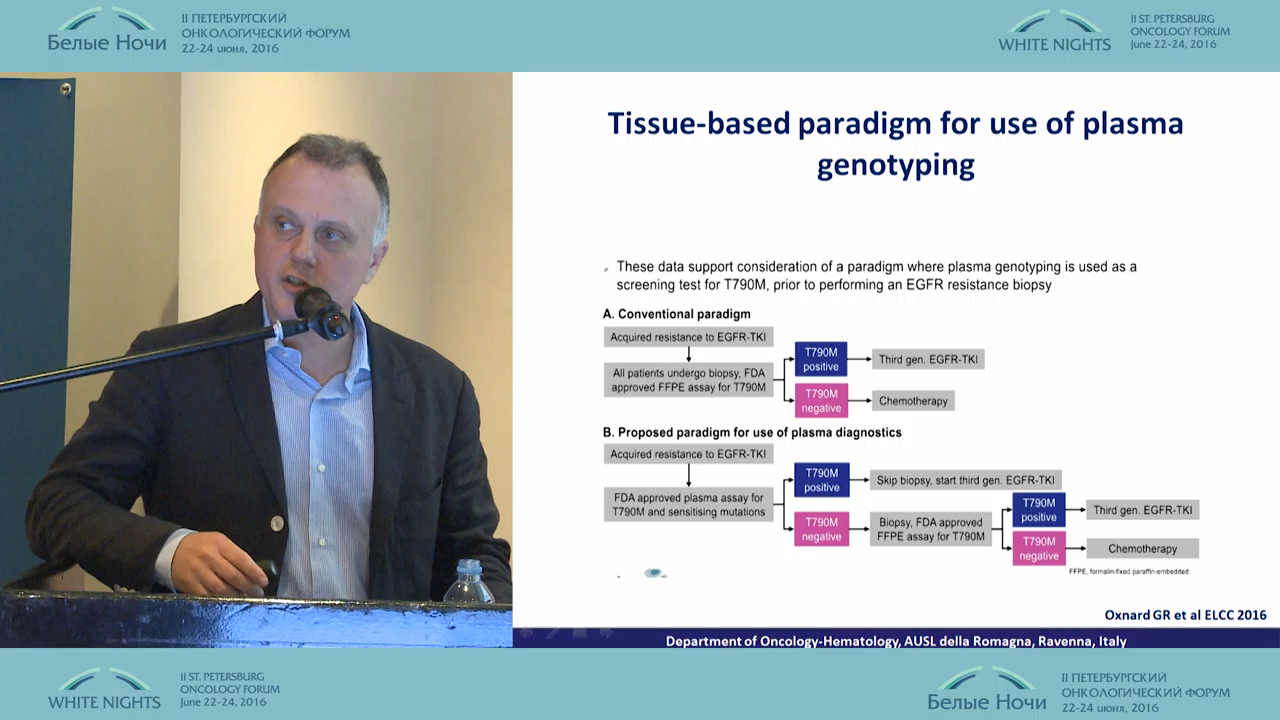 II ПЕТЕРБУРГСКИЙ
ОНКОЛОГИЧЕСКИЙ ФОРУМ
Белые Ночи
22-24 июня, 2016
II ST. PETERSBURG
ONCOLOGY FORUM
WHITE NIGHTS
June 22-24, 2016
Tissue-based paradigm for use of plasma
genotyping
These data support consideration of a paradigm where plasma genotyping is used as a
screening test for T790M, prior to performing an EGFR resistance biopsy
A. Conventional paradigm
Acquired resistance to EGFR-TKI
All patients undergo biopsy, FDA
approved FFPE assay for T790M
T790M
positive
Third gen. EGFR-TKI
T790M
negative
Chemotherapy
B. Proposed paradigm for use of plasma diagnostics
Acquired resistance to EGFR-TKI
FDA approved plasma assay for
T790M and sensitising mutations
T790M
positive
Skip biopsy, start third gen. EGFR-TKI
T790M
negative
Biopsy, FDA approved
FFPE assay for T790M
T790M
positive
Third gen. EGFR-TKI
T790M
negative
Chemotherapy
FFPE, formalin-fixed paraffin-embedded
Oxnard GR et al ELCC 2016
Department of Oncology-Hematology, AUSL della Romagna, Ravenna, Italy
II ST. PETERSBURG
ONCOLOGY FORUM
WHITE NIGHTS
June 22-24, 2016
II ПЕТЕРБУРГСКИЙ
ОНКОЛОГИЧЕСКИЙ ФОРУМ
Белые Ночи
22-24 июня, 2016